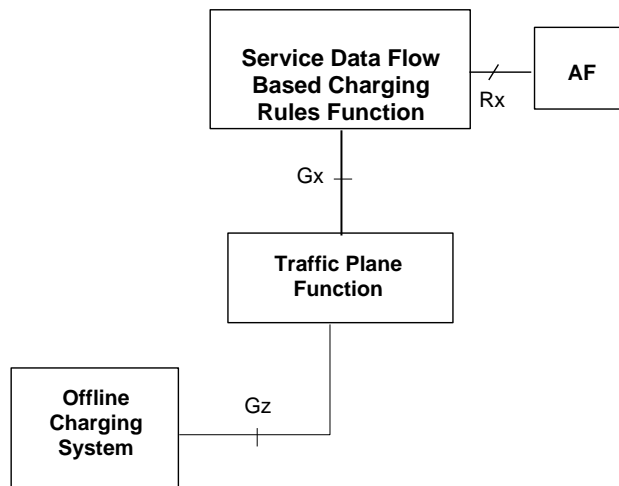 Service Data Flow
Based Charging
Rules Function
AF
Rx
Gx
Traffic Plane
Function
Offline
Charging
System
Gz